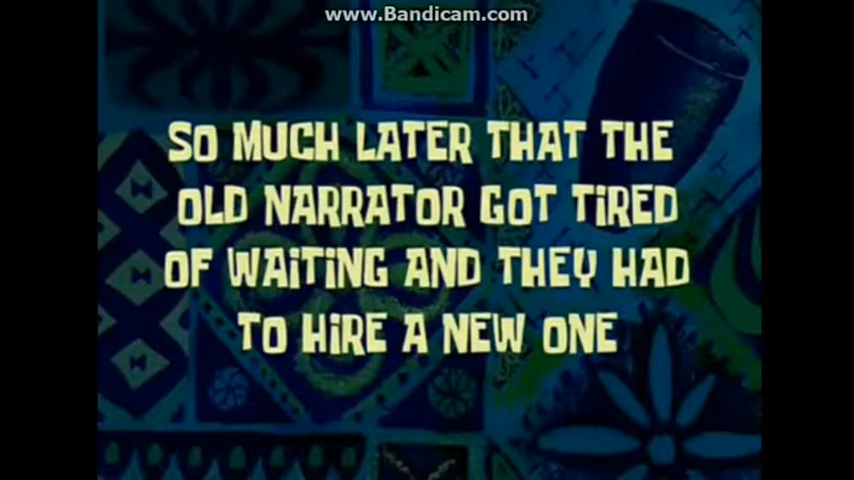 www.Bandicam.com
SO MUCH LATER THAT THE
OLD NARRATOR GOT TiRED
OF WAiTiNG AND THEY HAD
TO HiRE A NEW ONE